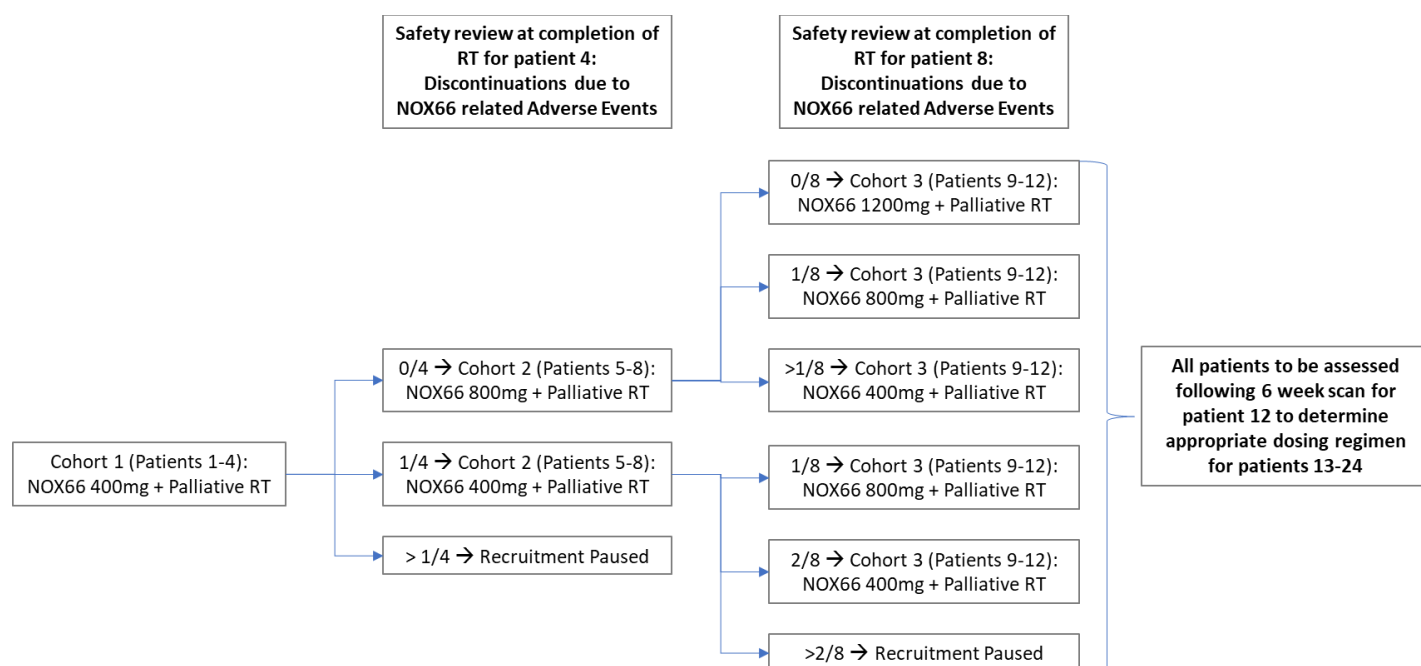 Safety review at completion of
RT for patient 4:
Discontinuations due to
NOX66 related Adverse Events
Safety review at completion of
RT for patient 8:
Discontinuations due to
NOX66 related Adverse Events
Cohort 1 (Patients 1-4):
NOX66 400mg + Palliative RT
0/4 → Cohort 2 (Patients 5-8):
NOX66 800mg + Palliative RT
1/4 → Cohort 2 (Patients 5-8):
NOX66 400mg + Palliative RT
> 1/4 → Recruitment Paused
0/8 → Cohort 3 (Patients 9-12):
NOX66 1200mg + Palliative RT
1/8 → Cohort 3 (Patients 9-12):
NOX66 800mg + Palliative RT
>1/8 → Cohort 3 (Patients 9-12):
NOX66 400mg + Palliative RT
1/8 → Cohort 3 (Patients 9-12):
NOX66 800mg + Palliative RT
2/8 → Cohort 3 (Patients 9-12):
NOX66 400mg + Palliative RT
>2/8 → Recruitment Paused
All patients to be assessed
following 6 week scan for
patient 12 to determine
appropriate dosing regimen
for patients 13-24